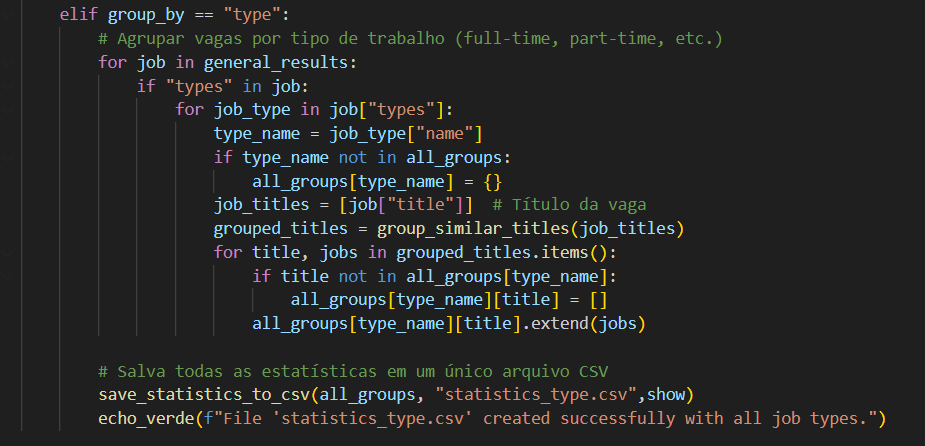 elif group_by == "type":
    # Agrupar vagas por tipo de trabalho (full-time, part-time, etc.)
    for job in general_results:
        if "types" in job:
            for job_type in job["types"]:
                type_name = job_type["name"]
                if type_name not in all_groups:
                    all_groups[type_name] = {}
                job_titles = [job["title"]]  # Título da vaga
                grouped_titles = group_similar_titles(job_titles)
                for title, jobs in grouped_titles.items():
                    if title not in all_groups[type_name]:
                        all_groups[type_name][title] = []
                    all_groups[type_name][title].extend(jobs)

    # Salva todas as estatísticas em um único arquivo CSV
    save_statistics_to_csv(all_groups, "statistics_type.csv",show)
    echo_verde(f"File 'statistics_type.csv' created successfully with all job types.")